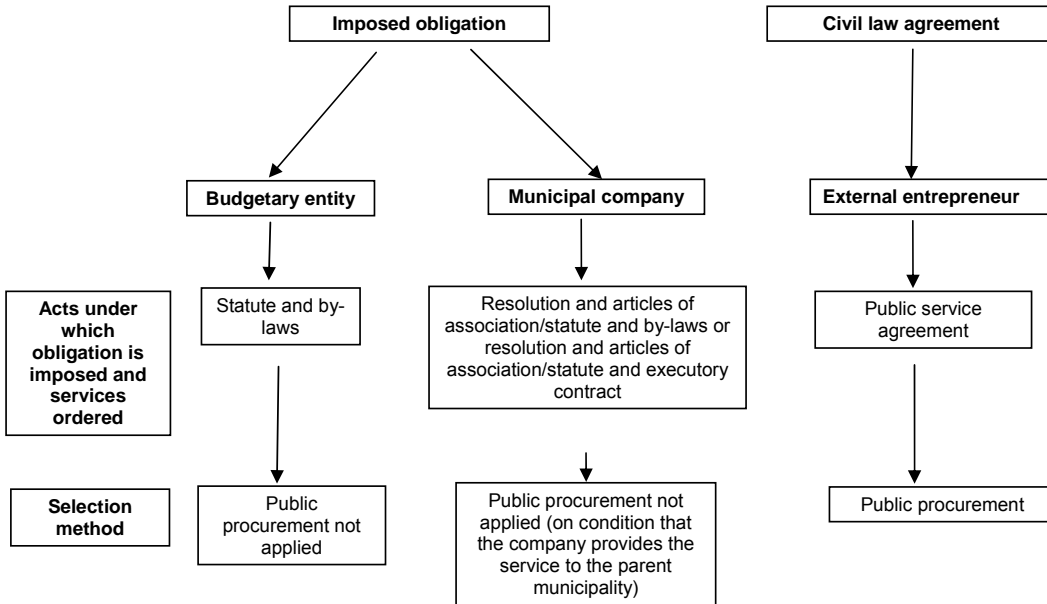 Imposed obligation
Civil law agreement
Budgetary entity
Municipal company
External entrepreneur
Acts under
which
obligation is
imposed and
services
ordered
Statute and by-
laws
Resolution and articles of
association/statute and by-laws or
resolution and articles of
association/statute and executory
contract
Public service
agreement
Selection
method
Public
procurement not
applied
Public procurement not
applied (on condition that
the company provides the
service to the parent
municipality)
Public procurement